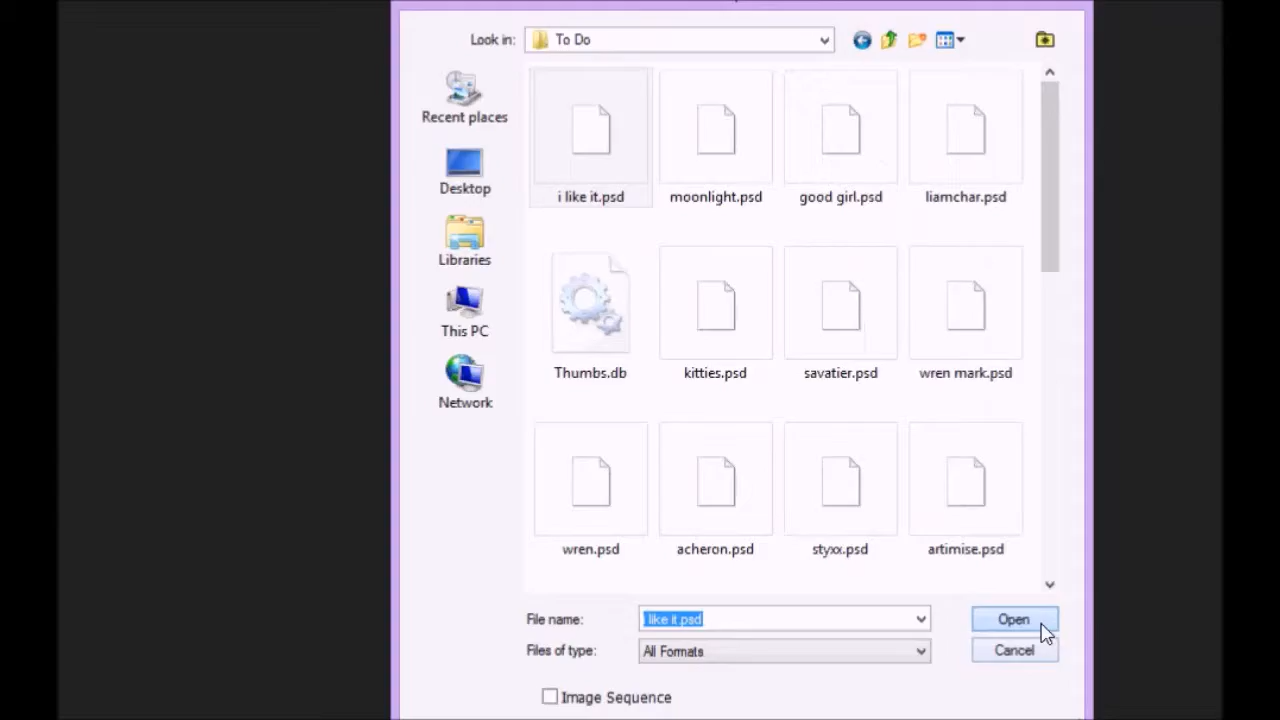 Look in: To Do
Recent places
Desktop
Libraries
This PC
Network
i like it.psd
moonlight.psd
good girl.psd
liamchar.psd
Thumbs.db
kitties.psd
savatier.psd
wren mark.psd
wren.psd
acheron.psd
styxx.psd
artimise.psd
File name: i like it.psd
Open
Files of type: All Formats
Cancel
Image Sequence